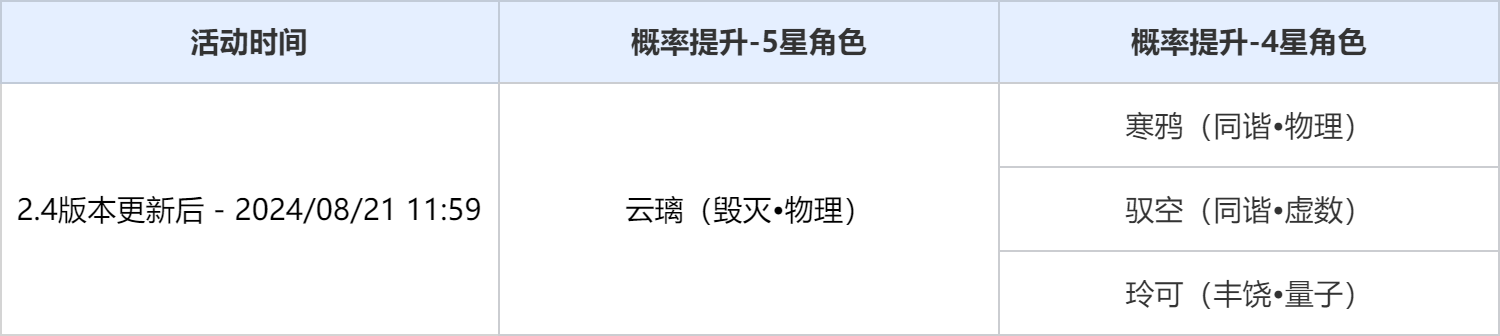 活动时间
概率提升-5星角色
概率提升-4星角色
2.4版本更新后 - 2024/08/21 11:59
云璃（毁灭•物理）
寒鸦（同谐•物理）
驭空（同谐•虚数）
玲可（丰饶•量子）